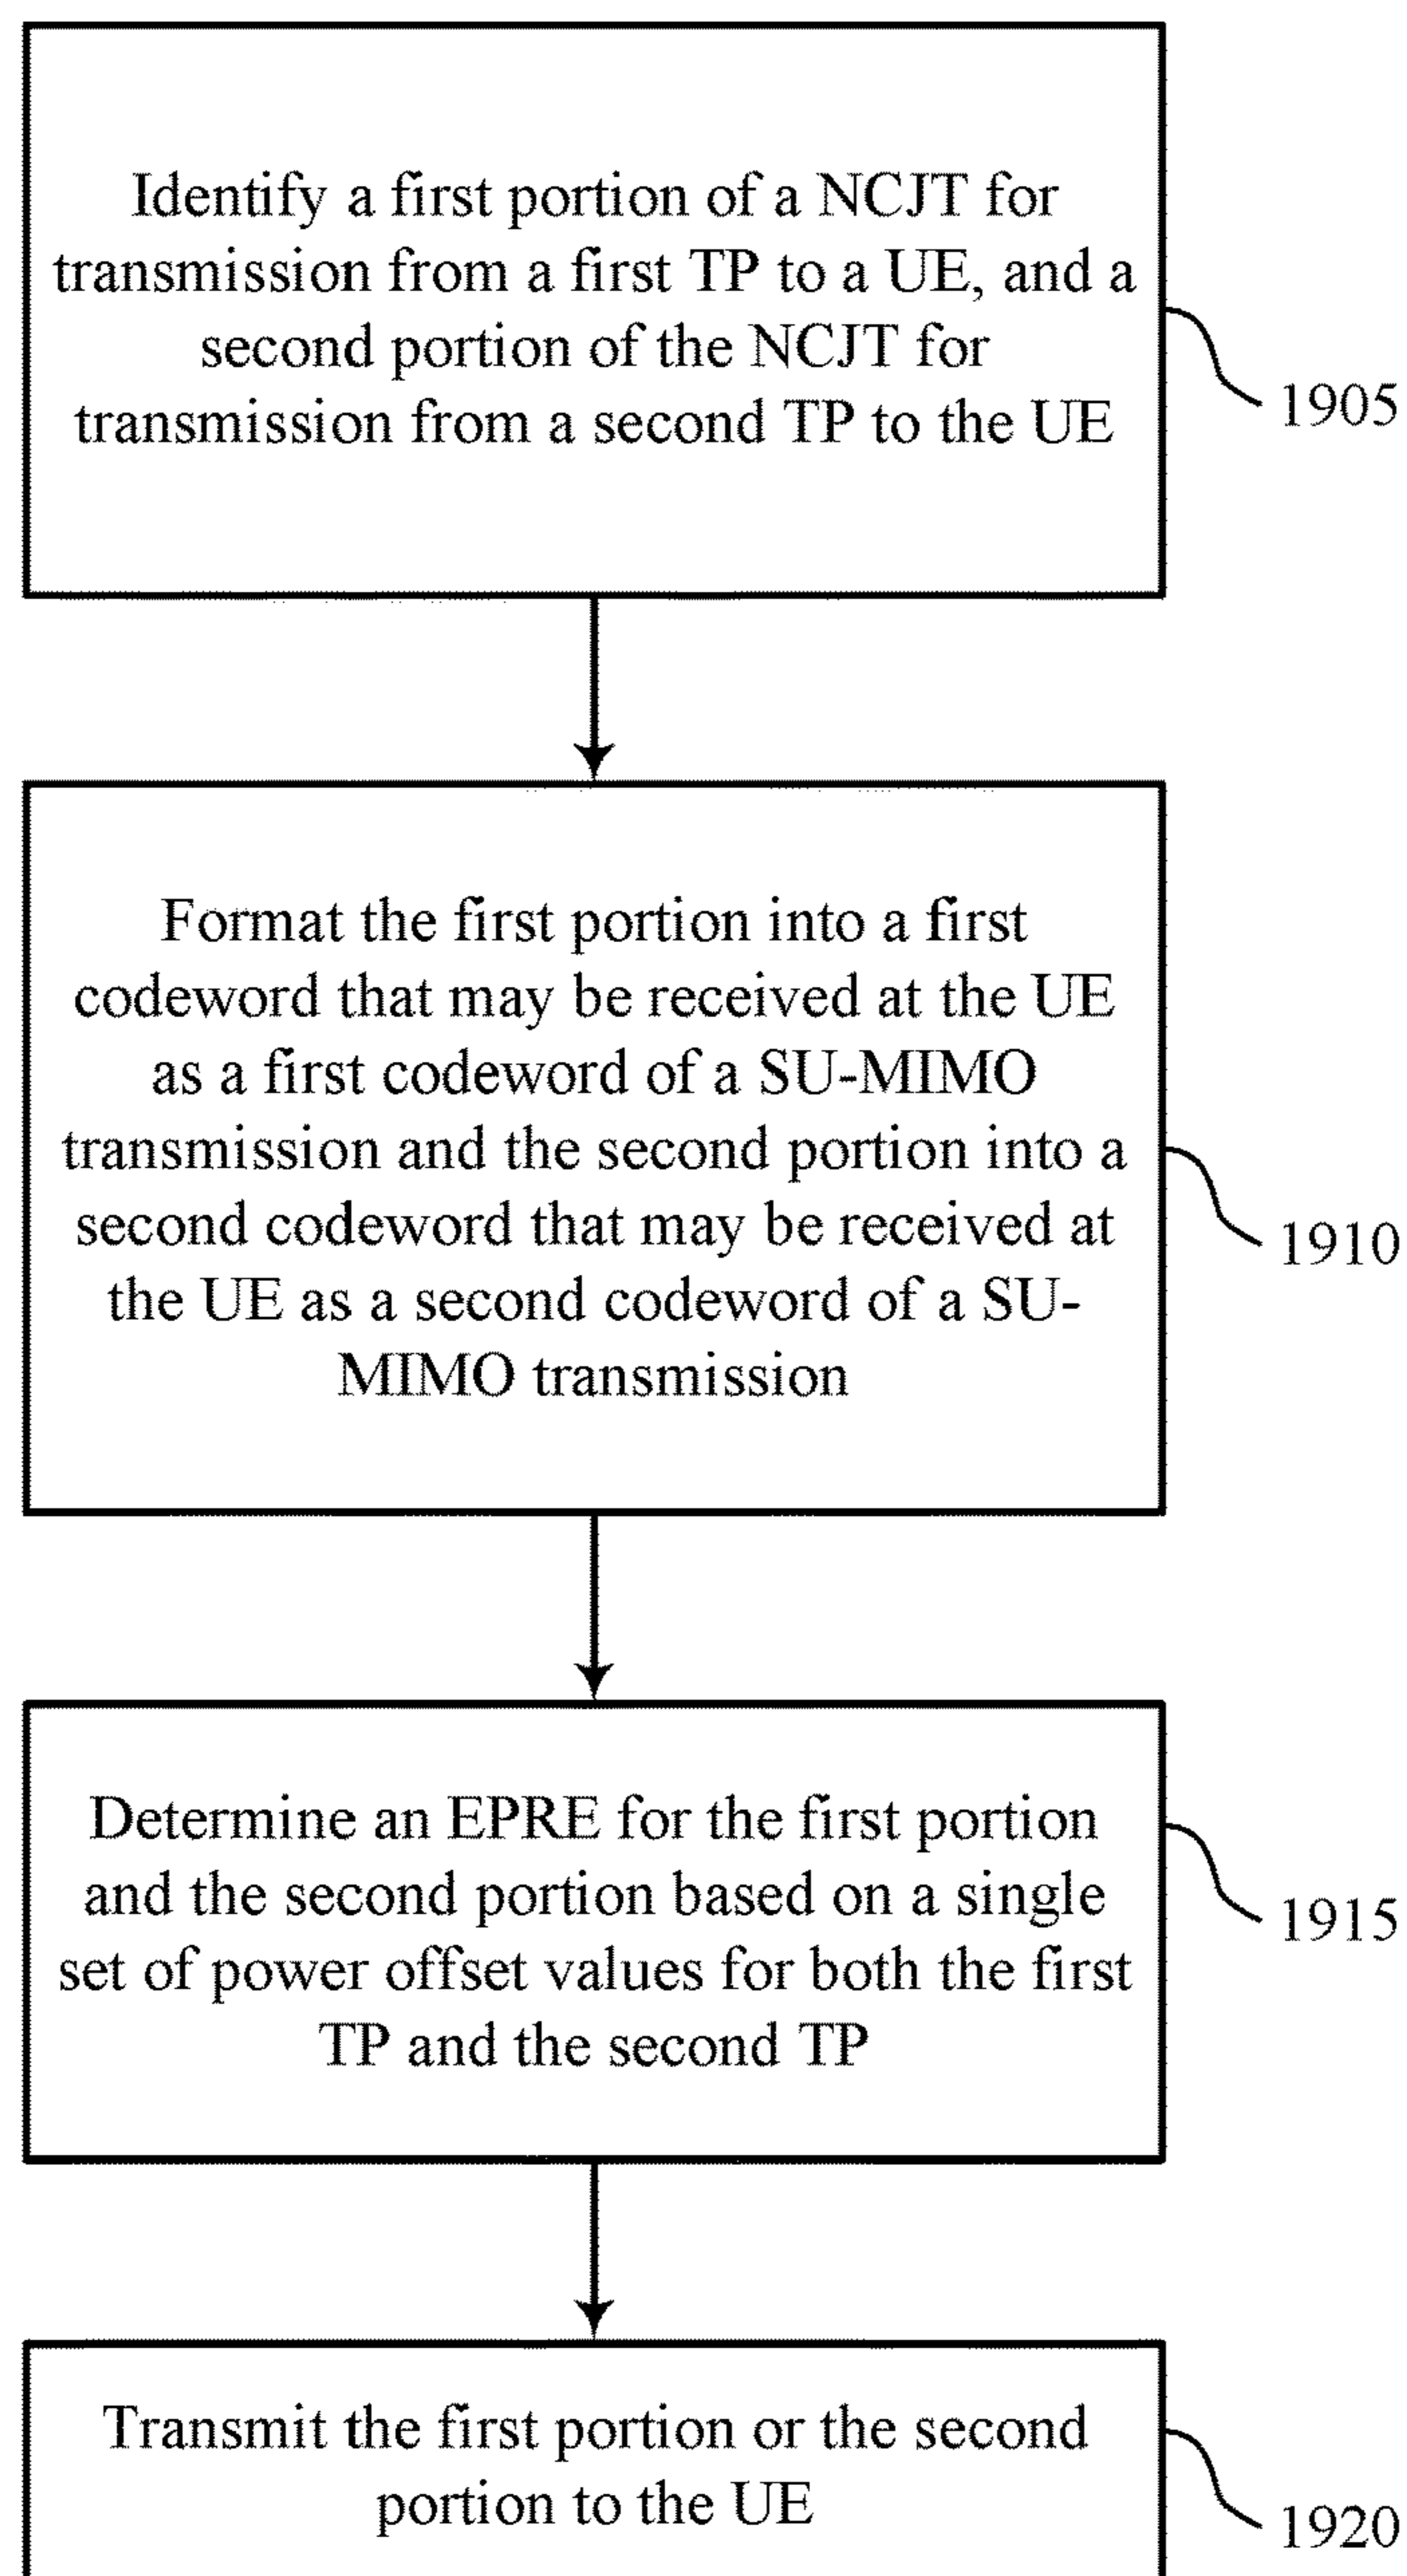 Identify a first portion of a NCJT for
transmission from a first TP to a UE, and a
second portion of the NCJT for
transmission from a second TP to the UE
1905
Format the first portion into a first
codeword that may be received at the UE
as a first codeword of a SU-MIMO
transmission and the second portion into a
second codeword that may be received at
the UE as a second codeword of a SU-
MIMO transmission
1910
Determine an EPRE for the first portion
and the second portion based on a single
set of power offset values for both the first
TP and the second TP
1915
Transmit the first portion or the second
portion to the UE
1920